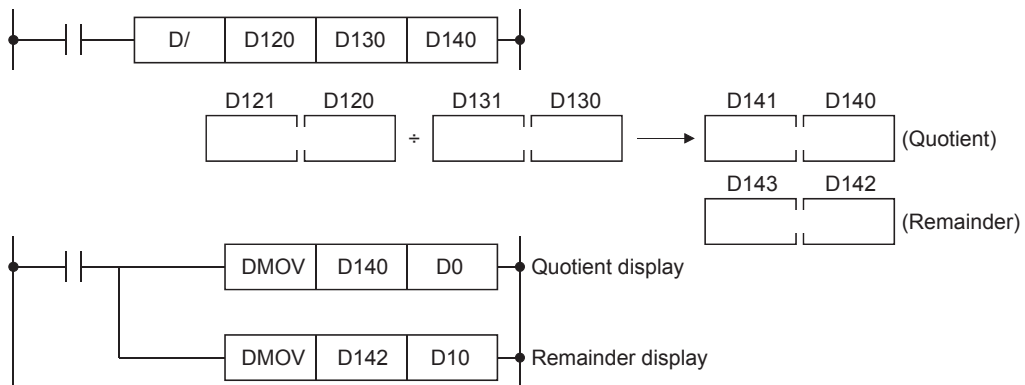 D/ D120 D130 D140
D121 D120 D131 D130 D141 D140
÷ (Quotient)
D143 D142
(Remainder)
DMOV D140 D0 Quotient display
DMOV D142 D10 Remainder display